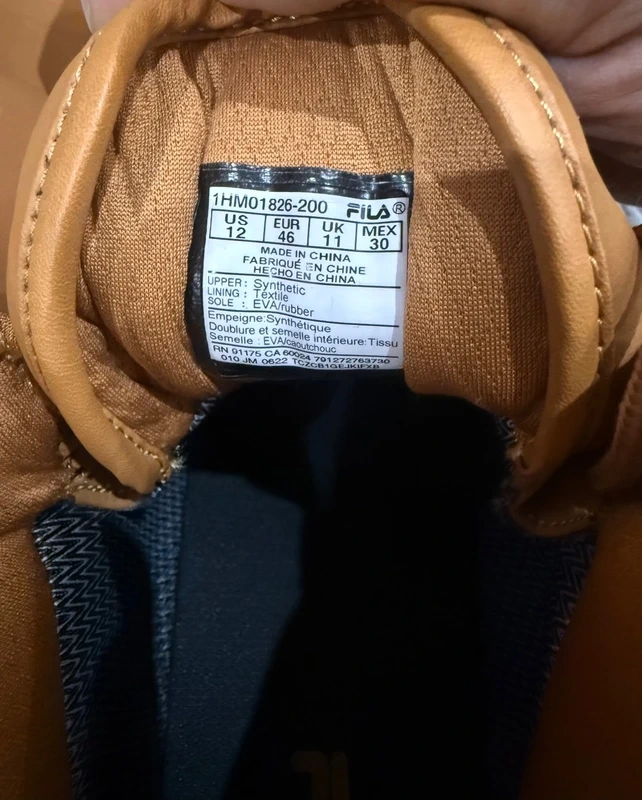 1HM01826-200 FILA®
US EUR UK MEX
12 46 11 30
MADE IN CHINA
FABRIQUÉ EN CHINE
HECHO EN CHINA
UPPER: Synthetic
LINING: Textile
SOLE: EVA/rubber
Empeigne:Synthétique
Doublure et semelle intérieure:Tissu
Semelle: EVA/caoutchouc
RN 91175 CA 60024 791272763730
010 JM 0622 TCZCB1GEJKIFXB